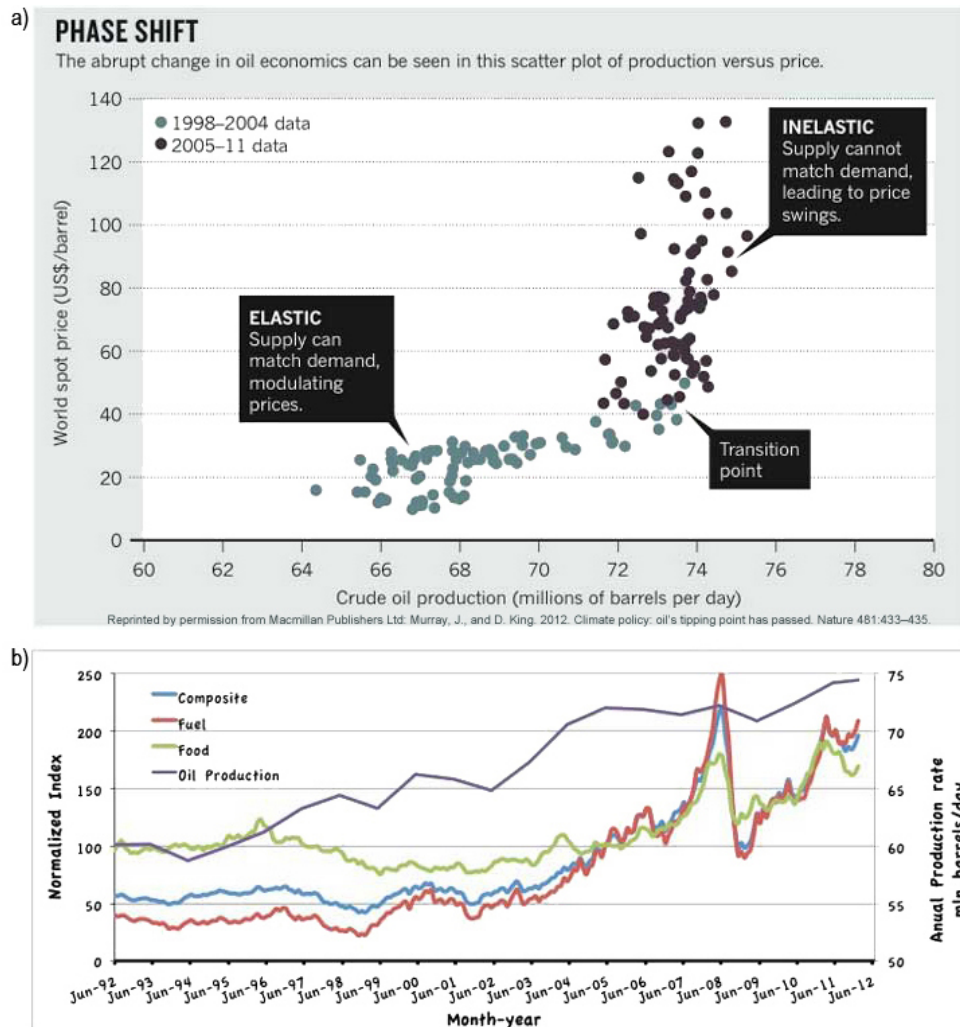 a)
PHASE SHIFT
The abrupt change in oil economics can be seen in this scatter plot of production versus price.
140
120
100
80
60
40
20
0
World spot price (US$/barrel)
1998–2004 data
2005–11 data
INELASTIC
Supply cannot
match demand,
leading to price
swings.
ELASTIC
Supply can
match demand,
modulating
prices.
Transition
point
60 62 64 66 68 70 72 74 76 78 80
Crude oil production (millions of barrels per day)
Reprinted by permission from Macmillan Publishers Ltd: Murray, J., and D. King. 2012. Climate policy: oil's tipping point has passed. Nature 481:433–435.
b)
250
200
150
100
50
0
Normalized Index
Composite
Fuel
Food
Oil Production
75
70
65
60
55
50
Anual Production rate
mln barrels/day
Jun-92 Jun-93 Jun-94 Jun-95 Jun-96 Jun-97 Jun-98 Jun-99 Jun-00 Jun-01 Jun-02 Jun-03 Jun-04 Jun-05 Jun-06 Jun-07 Jun-08 Jun-09 Jun-10 Jun-11 Jun-12
Month-year